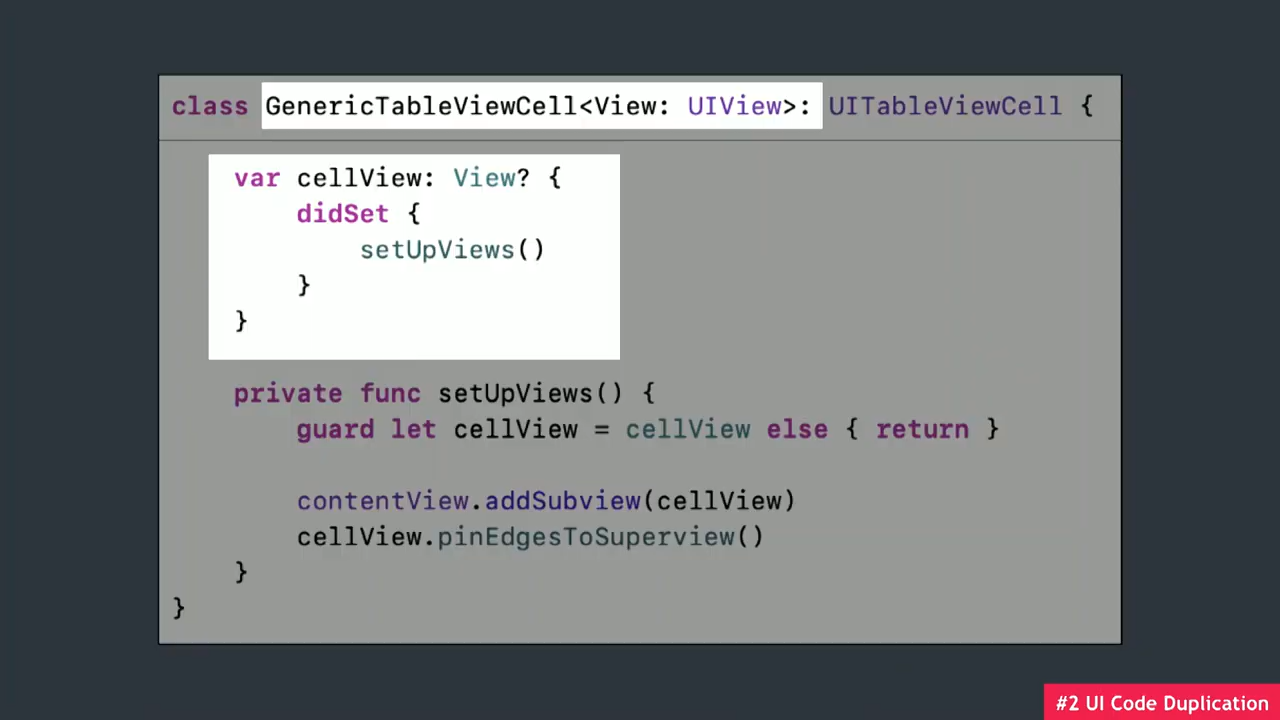 class GenericTableViewCell<View: UIView>: UITableViewCell {
var cellView: View? {
didSet {
setUpViews()
}
}
private func setUpViews() {
guard let cellView = cellView else { return }
contentView.addSubview(cellView)
cellView.pinEdgesToSuperview()
}
}
#2 UI Code Duplication